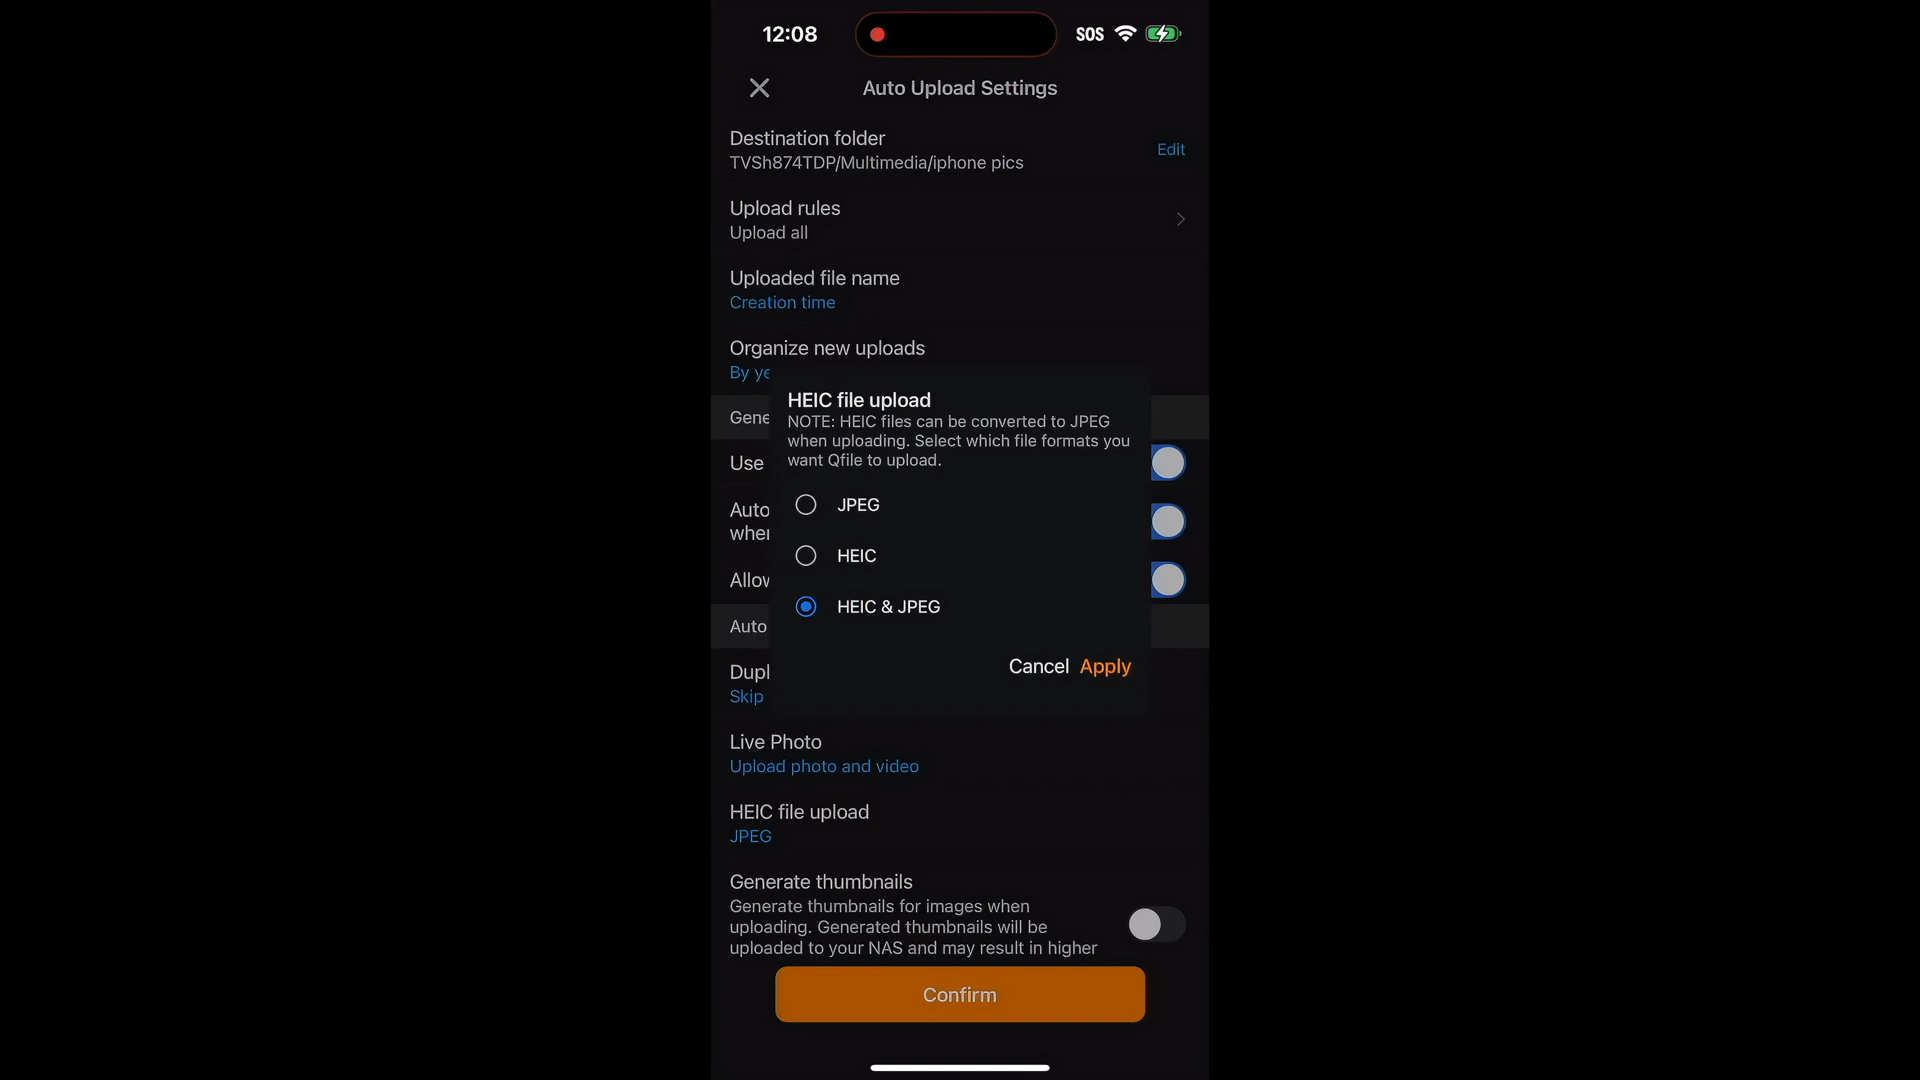 12:08
SOS
Auto Upload Settings
Destination folder
TVSh874TDP/Multimedia/iphone pics
Edit
Upload rules
Upload all
Uploaded file name
Creation time
Organize new uploads
By ye
Gene
Use
Auto
when
Allow
Auto
Dupl
Skip
HEIC file upload
NOTE: HEIC files can be converted to JPEG
when uploading. Select which file formats you
want Qfile to upload.
JPEG
HEIC
HEIC & JPEG
Cancel Apply
Live Photo
Upload photo and video
HEIC file upload
JPEG
Generate thumbnails
Generate thumbnails for images when
uploading. Generated thumbnails will be
uploaded to your NAS and may result in higher
Confirm